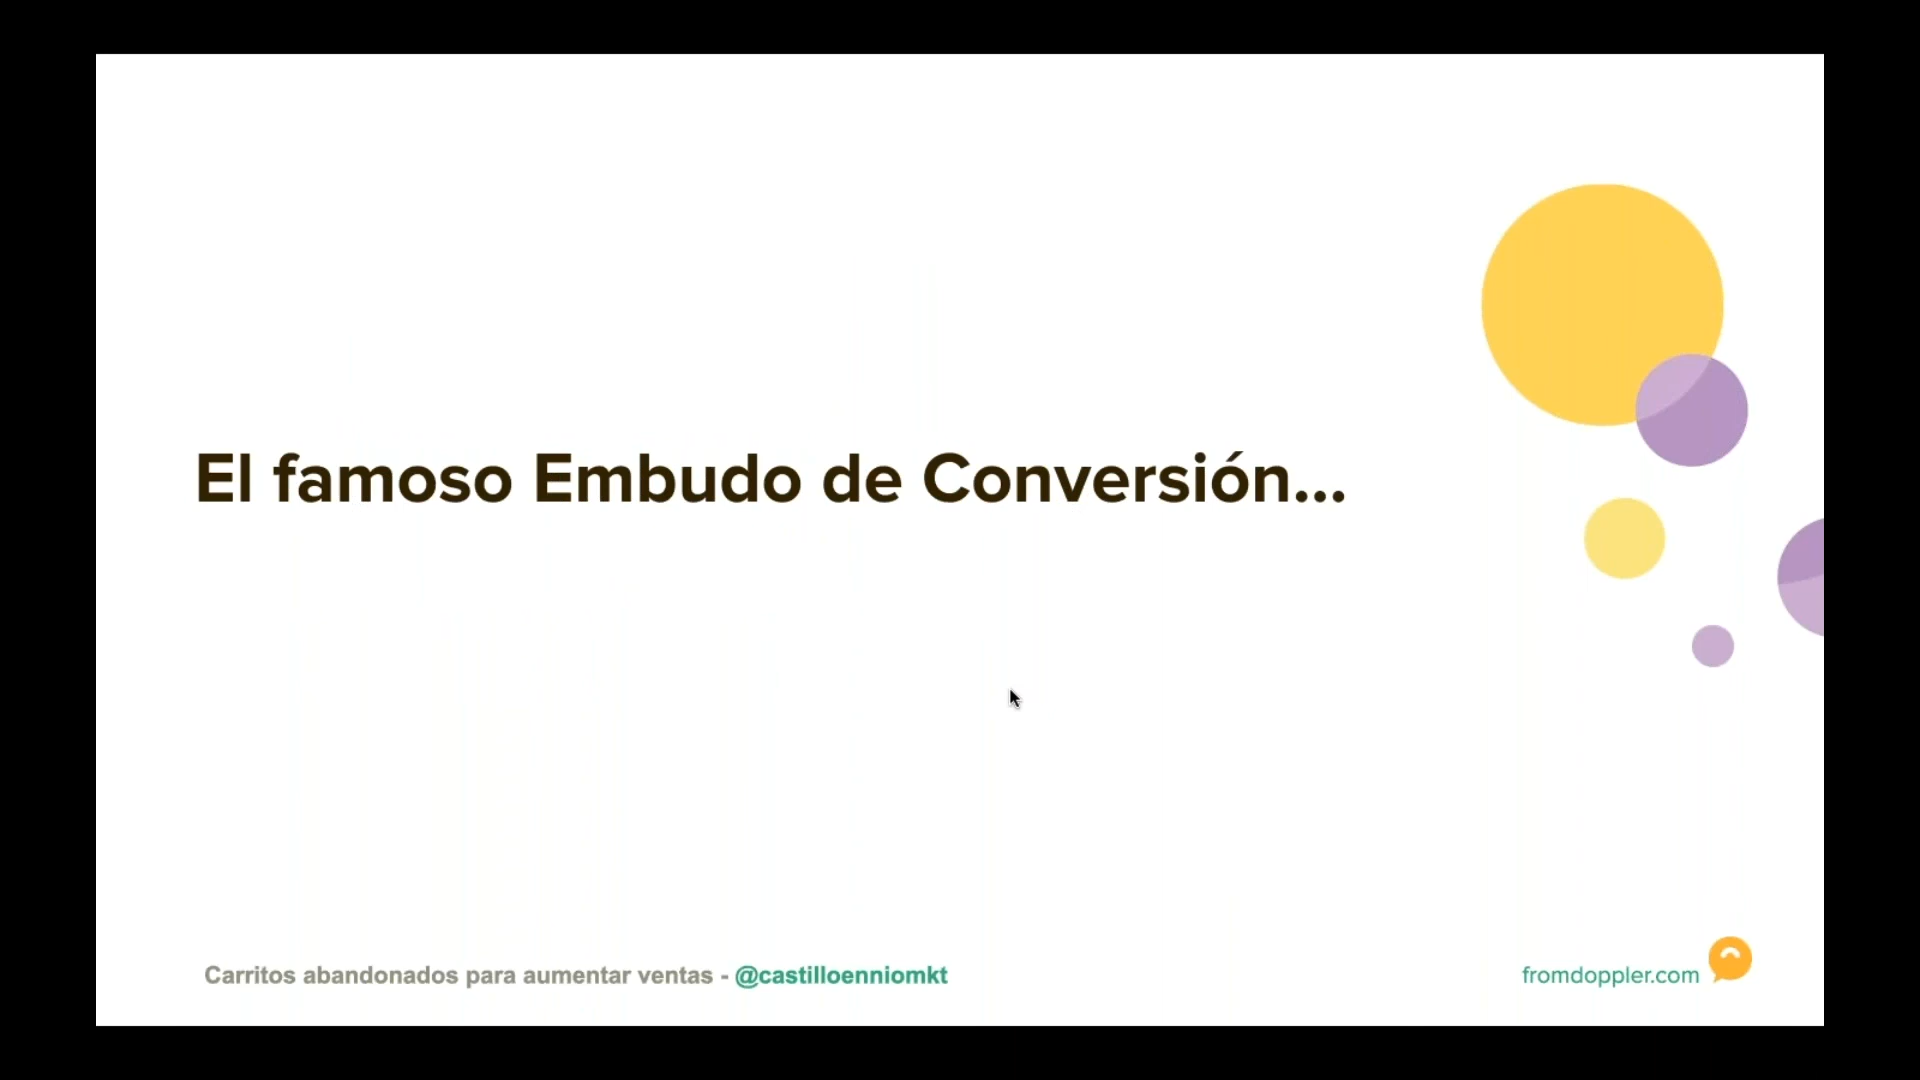 El famoso Embudo de Conversión...
Carritos abandonados para aumentar ventas - @castilloenniomkt
fromdoppler.com